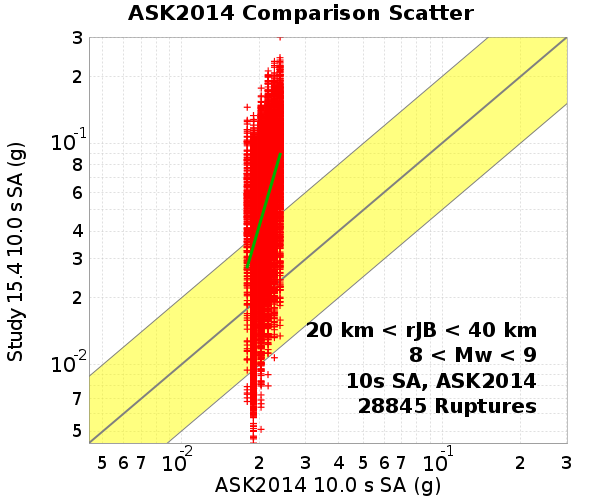 ASK2014 Comparison Scatter
Study 15.4 10.0 s SA (g)
3
2
10-1
8
6
4
3
2
10-2
7
5
20 km < rJB < 40 km
8 < Mw < 9
10s SA, ASK2014
28845 Ruptures
5 6 7 10-2 2 3 4 5 6 7 10-1 2 3
ASK2014 10.0 s SA (g)